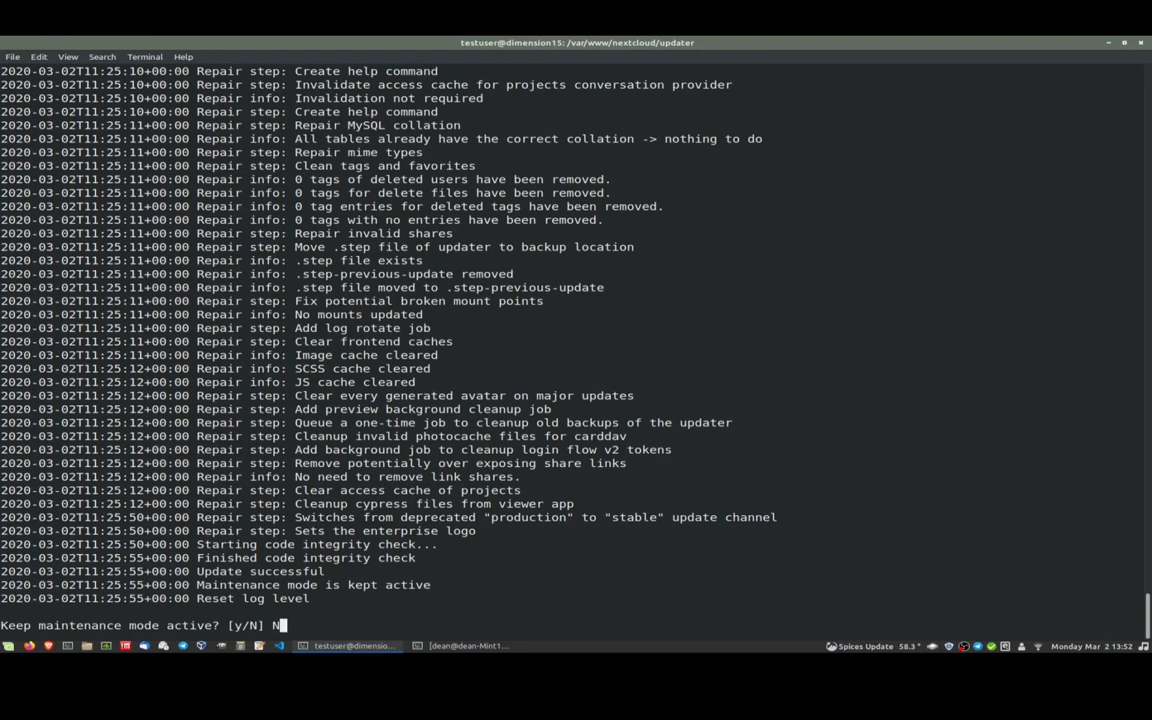 testuser@dimension15: /var/www/nextcloud/updater
File Edit View Search Terminal Help
2020-03-02T11:25:10+00:00 Repair step: Create help command
2020-03-02T11:25:10+00:00 Repair step: Invalidate access cache for projects conversation provider
2020-03-02T11:25:10+00:00 Repair info: Invalidation not required
2020-03-02T11:25:10+00:00 Repair step: Create help command
2020-03-02T11:25:11+00:00 Repair step: Repair MySQL collation
2020-03-02T11:25:11+00:00 Repair info: All tables already have the correct collation -> nothing to do
2020-03-02T11:25:11+00:00 Repair step: Repair mime types
2020-03-02T11:25:11+00:00 Repair step: Clean tags and favorites
2020-03-02T11:25:11+00:00 Repair info: 0 tags of deleted users have been removed.
2020-03-02T11:25:11+00:00 Repair info: 0 tags for delete files have been removed.
2020-03-02T11:25:11+00:00 Repair info: 0 tag entries for deleted tags have been removed.
2020-03-02T11:25:11+00:00 Repair info: 0 tags with no entries have been removed.
2020-03-02T11:25:11+00:00 Repair step: Repair invalid shares
2020-03-02T11:25:11+00:00 Repair step: Move .step file of updater to backup location
2020-03-02T11:25:11+00:00 Repair info: .step file exists
2020-03-02T11:25:11+00:00 Repair info: .step-previous-update removed
2020-03-02T11:25:11+00:00 Repair info: .step file moved to .step-previous-update
2020-03-02T11:25:11+00:00 Repair step: Fix potential broken mount points
2020-03-02T11:25:11+00:00 Repair info: No mounts updated
2020-03-02T11:25:11+00:00 Repair step: Add log rotate job
2020-03-02T11:25:11+00:00 Repair step: Clear frontend caches
2020-03-02T11:25:11+00:00 Repair info: Image cache cleared
2020-03-02T11:25:12+00:00 Repair info: SCSS cache cleared
2020-03-02T11:25:12+00:00 Repair info: JS cache cleared
2020-03-02T11:25:12+00:00 Repair step: Clear every generated avatar on major updates
2020-03-02T11:25:12+00:00 Repair step: Add preview background cleanup job
2020-03-02T11:25:12+00:00 Repair step: Queue a one-time job to cleanup old backups of the updater
2020-03-02T11:25:12+00:00 Repair step: Cleanup invalid photocache files for carddav
2020-03-02T11:25:12+00:00 Repair step: Add background job to cleanup login flow v2 tokens
2020-03-02T11:25:12+00:00 Repair step: Remove potentially over exposing share links
2020-03-02T11:25:12+00:00 Repair info: No need to remove link shares.
2020-03-02T11:25:12+00:00 Repair step: Clear access cache of projects
2020-03-02T11:25:12+00:00 Repair step: Cleanup cypress files from viewer app
2020-03-02T11:25:50+00:00 Repair step: Switches from deprecated "production" to "stable" update channel
2020-03-02T11:25:50+00:00 Repair step: Sets the enterprise logo
2020-03-02T11:25:50+00:00 Starting code integrity check...
2020-03-02T11:25:55+00:00 Finished code integrity check
2020-03-02T11:25:55+00:00 Update successful
2020-03-02T11:25:55+00:00 Maintenance mode is kept active
2020-03-02T11:25:55+00:00 Reset log level
Keep maintenance mode active? [y/N] N
testuser@dimensio... [dean@dean-Mint1... Spices Update 58.3° Monday Mar 2 13:52